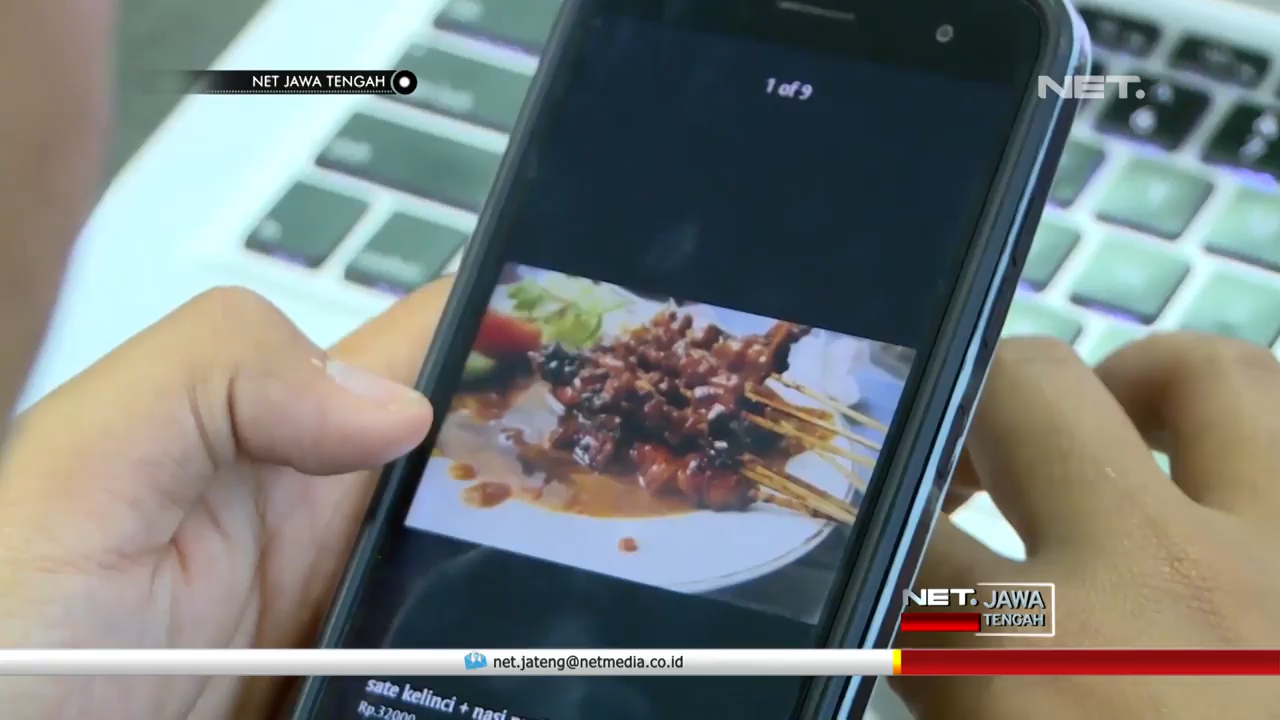 NET JAWA TENGAH
NET.
1 of 9
NET. JAWA
TENGAH
net.jateng@netmedia.co.id
sate kelinci + nasi
Rp.32000